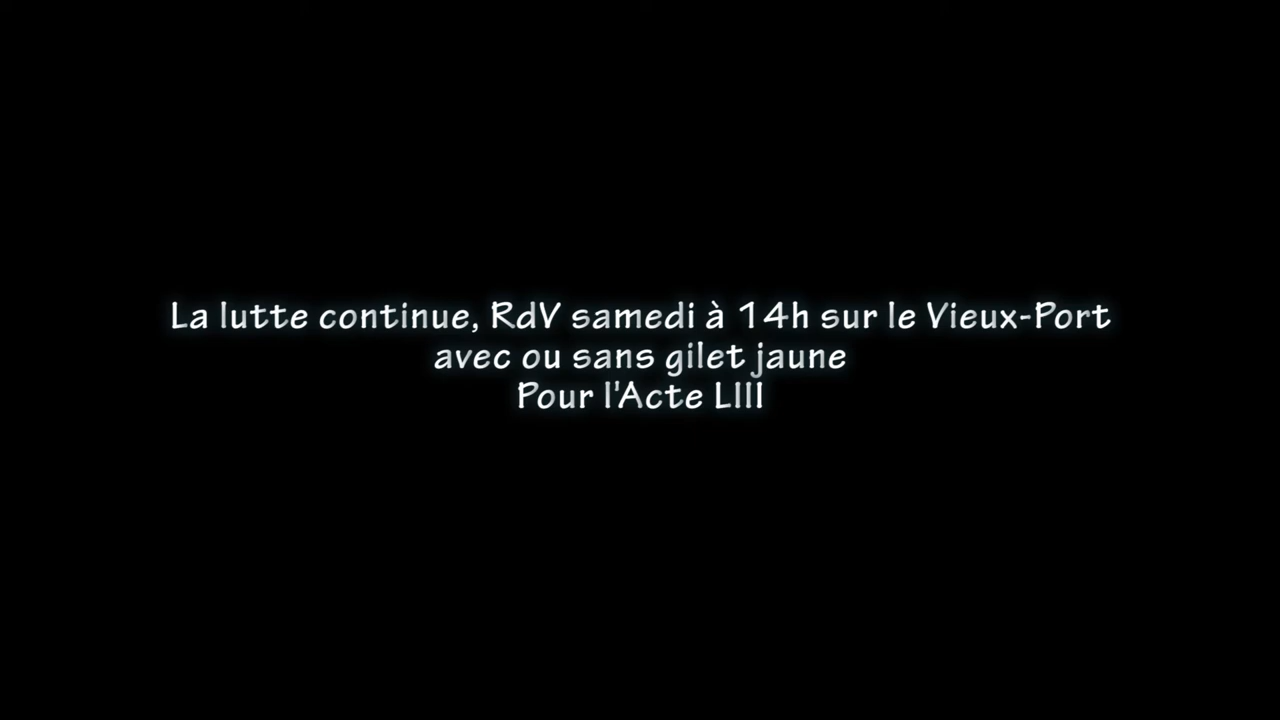 La lutte continue, RdV samedi à 14h sur le Vieux-Port
avec ou sans gilet jaune
Pour l'Acte LIII